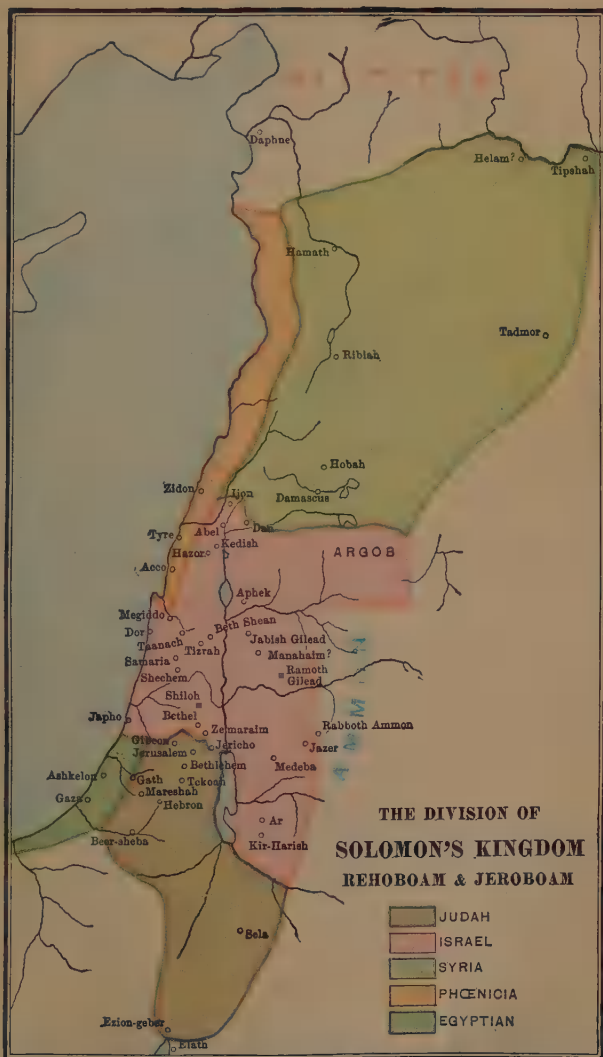 HITTITES
Daphne
Helam?
Tipshah
Hamath
Tadmor
Riblah
Hobah
Zidon
Ijon
Damascus
Abel
Dan
Tyre
Kedish
Hazor
ARGOB
Acco
Aphek
Megiddo
Beth Shean
Dor
Jabish Gilead
Taanach
Tizrah
Manahaim?
Samaria
Ramoth
Gilead
Shechem
Shiloh
Japho
Bethel
Zemaraim
Rabboth Ammon
Gibeon
Jericho
Jazer
Jerusalem
Bethlehem
Medeba
Ashkelon
Gath
Tekoah
Mareshah
Gaza
Hebron
Ar
Beer-sheba
Kir-Harish
Sela
Ezion-geber
Elath
THE DIVISION OF
SOLOMON'S KINGDOM
REHOBOAM & JEROBOAM
JUDAH
ISRAEL
SYRIA
PHŒNICIA
EGYPTIAN